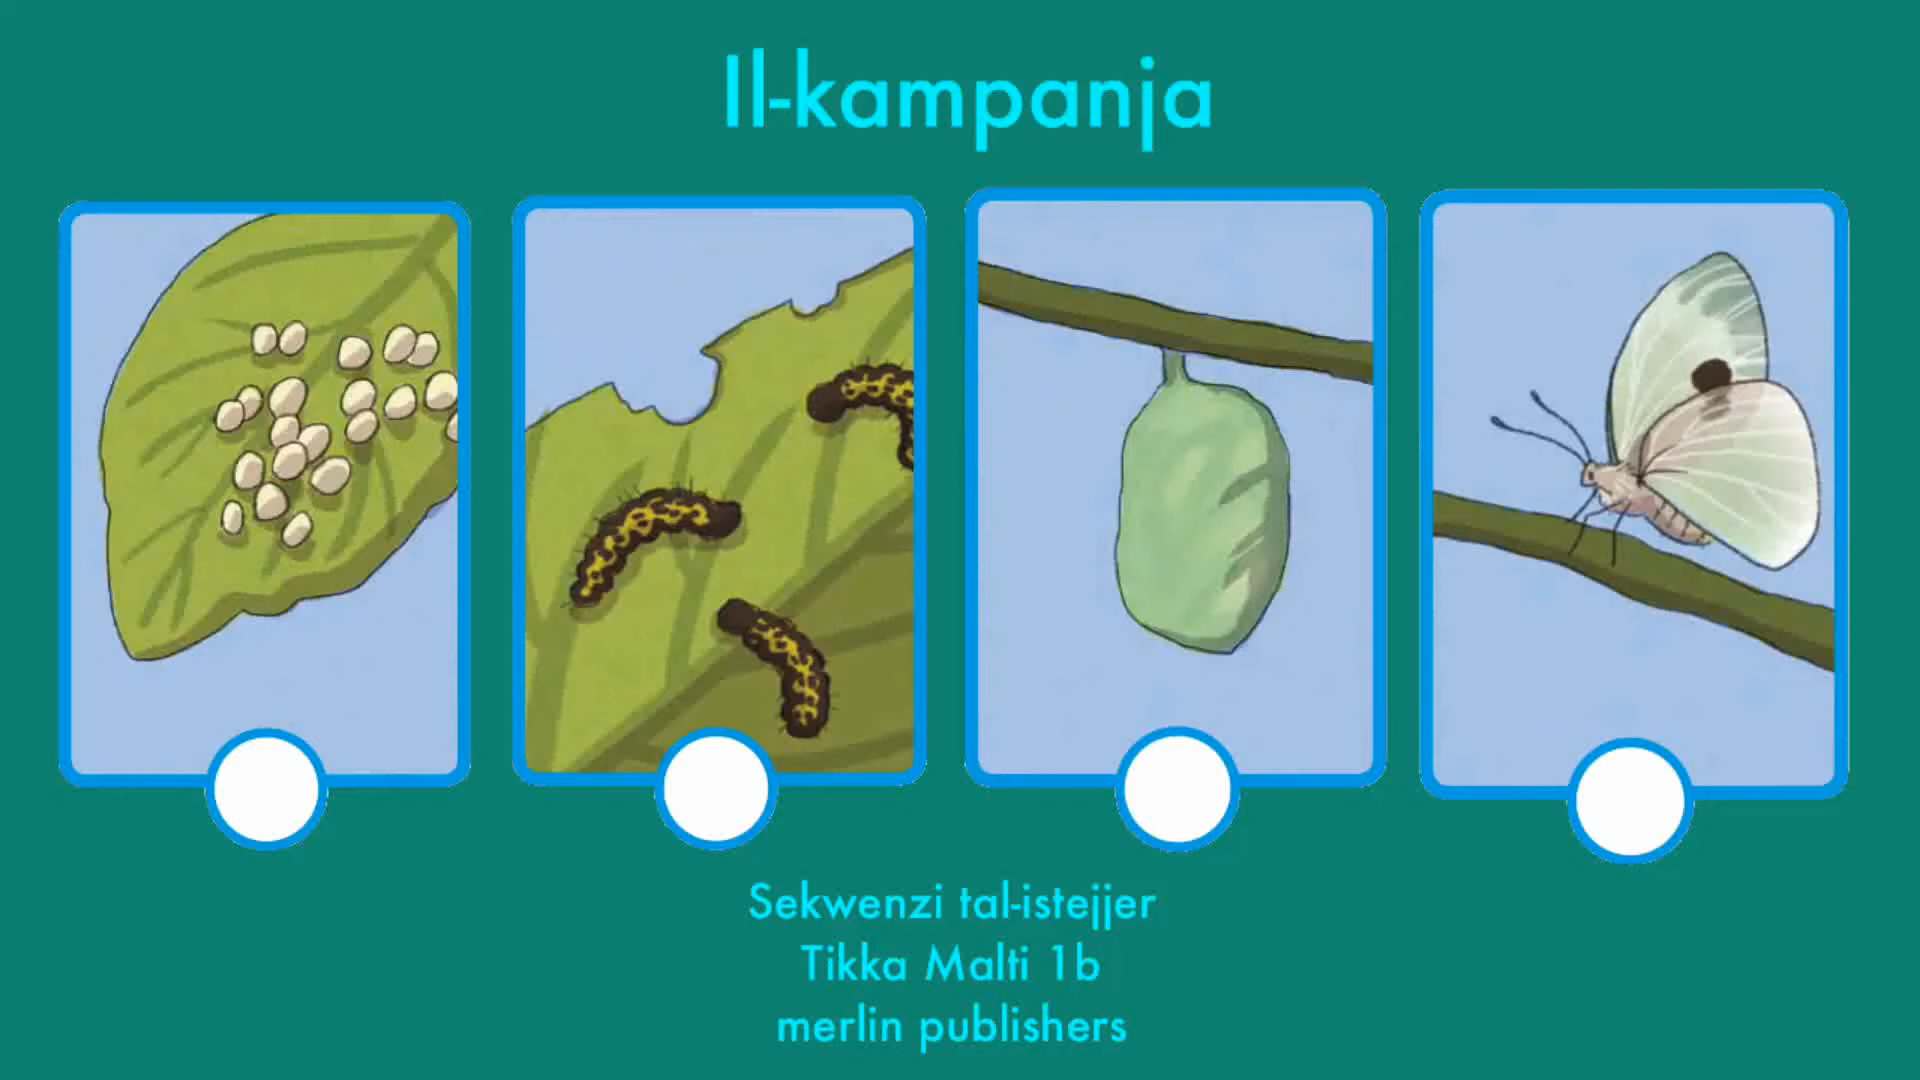 Il-kampanja
Sekwenzi tal-istejjer
Tikka Malti 1b
merlin publishers